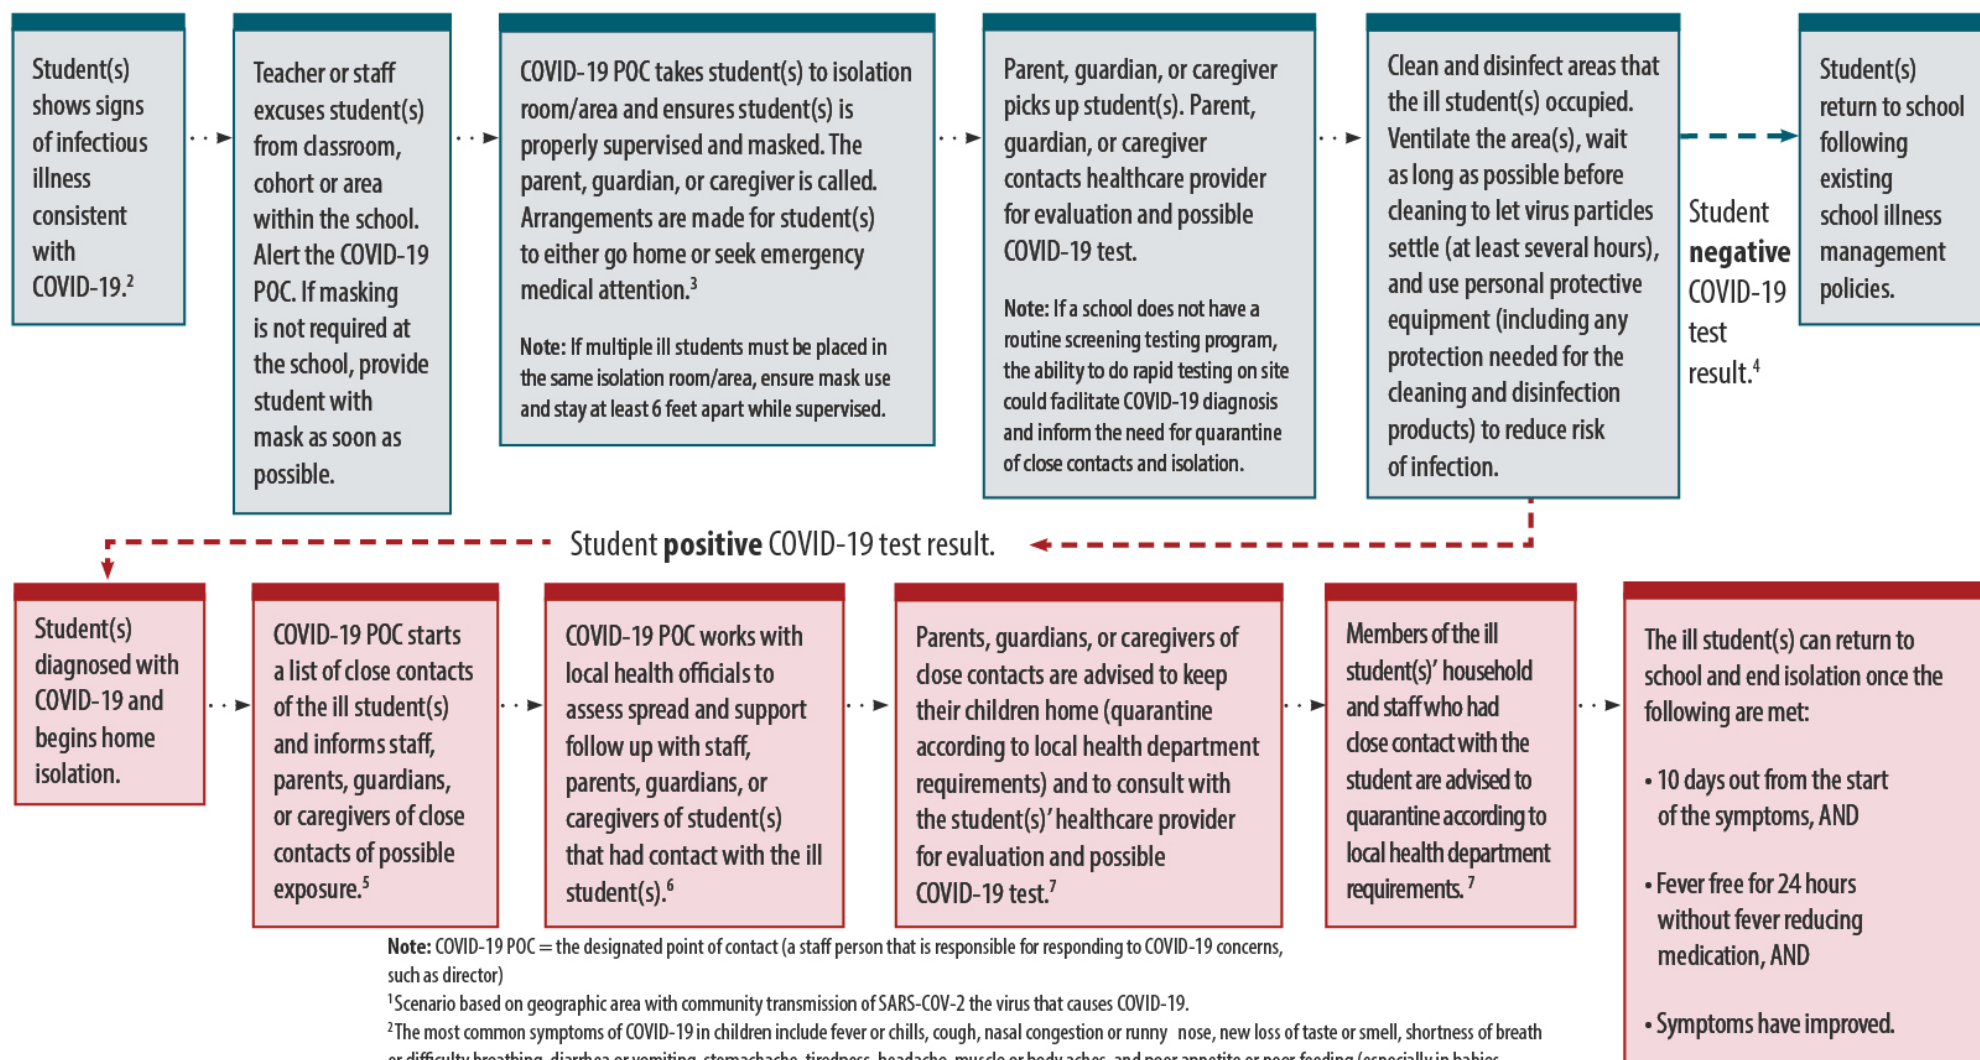 Student(s)
shows signs
of infectious
illness
consistent
with
COVID-19.²
Teacher or staff
excuses student(s)
from classroom,
cohort or area
within the school.
Alert the COVID-19
POC. If masking
is not required at
the school, provide
student with
mask as soon as
possible.
COVID-19 POC takes student(s) to isolation
room/area and ensures student(s) is
properly supervised and masked. The
parent, guardian, or caregiver is called.
Arrangements are made for student(s)
to either go home or seek emergency
medical attention.³
Note: If multiple ill students must be placed in
the same isolation room/area, ensure mask use
and stay at least 6 feet apart while supervised.
Parent, guardian, or caregiver
picks up student(s). Parent,
guardian, or caregiver
contacts healthcare provider
for evaluation and possible
COVID-19 test.
Note: If a school does not have a
routine screening testing program,
the ability to do rapid testing on site
could facilitate COVID-19 diagnosis
and inform the need for quarantine
of close contacts and isolation.
Clean and disinfect areas that
the ill student(s) occupied.
Ventilate the area(s), wait
as long as possible before
cleaning to let virus particles
settle (at least several hours),
and use personal protective
equipment (including any
protection needed for the
cleaning and disinfection
products) to reduce risk
of infection.
Student
negative
COVID-19
test
result.⁴
Student(s)
return to school
following
existing
school illness
management
policies.
Student positive COVID-19 test result.
Student(s)
diagnosed with
COVID-19 and
begins home
isolation.
COVID-19 POC starts
a list of close contacts
of the ill student(s)
and informs staff,
parents, guardians,
or caregivers of close
contacts of possible
exposure.⁵
COVID-19 POC works with
local health officials to
assess spread and support
follow up with staff,
parents, guardians, or
caregivers of student(s)
that had contact with the ill
student(s).⁶
Parents, guardians, or caregivers of
close contacts are advised to keep
their children home (quarantine
according to local health department
requirements) and to consult with
the student(s)’ healthcare provider
for evaluation and possible
COVID-19 test.⁷
Members of the ill
student(s)’ household
and staff who had
close contact with the
student are advised to
quarantine according to
local health department
requirements. ⁷
The ill student(s) can return to
school and end isolation once the
following are met:
• 10 days out from the start
of the symptoms, AND
• Fever free for 24 hours
without fever reducing
medication, AND
• Symptoms have improved.
Note: COVID-19 POC = the designated point of contact (a staff person that is responsible for responding to COVID-19 concerns,
such as director)
¹Scenario based on geographic area with community transmission of SARS-COV-2 the virus that causes COVID-19.
²The most common symptoms of COVID-19 in children include fever or chills, cough, nasal congestion or runny nose, new loss of taste or smell, shortness of breath
or difficulty breathing, diarrhea or vomiting, stomachache, tiredness, headache, muscle or body aches, and poor appetite or poor feeding (especially in babies